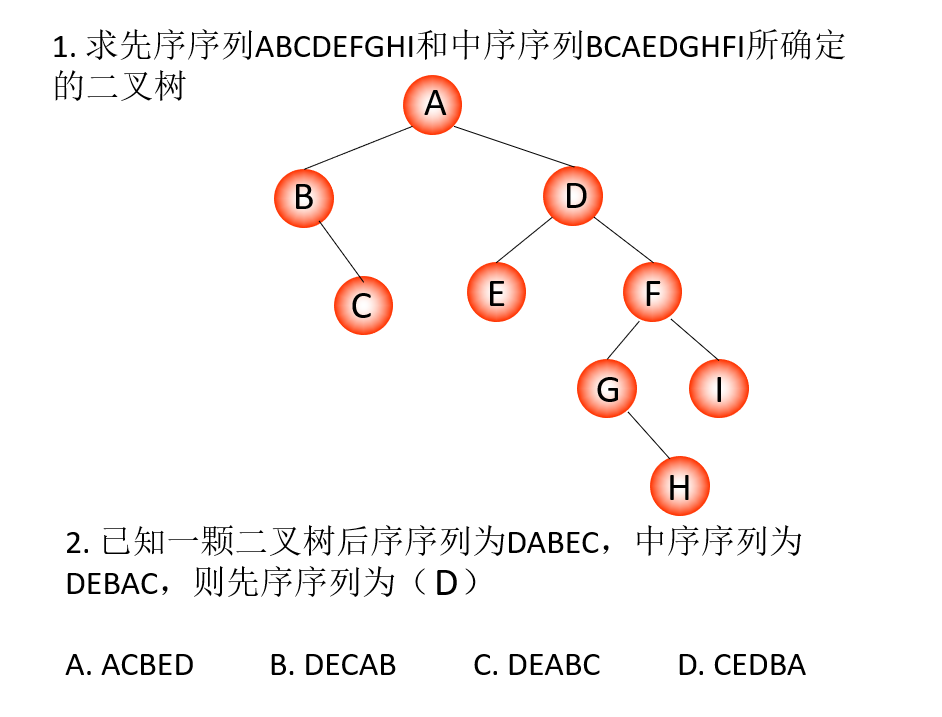 1. 求先序序列ABCDEFGHI和中序序列BCAEDGHFI所确定
的二叉树
A
B
D
C
E
F
G
I
H
2. 已知一颗二叉树后序序列为DABEC，中序序列为
DEBAC，则先序序列为（D）
A. ACBED B. DECAB C. DEABC D. CEDBA